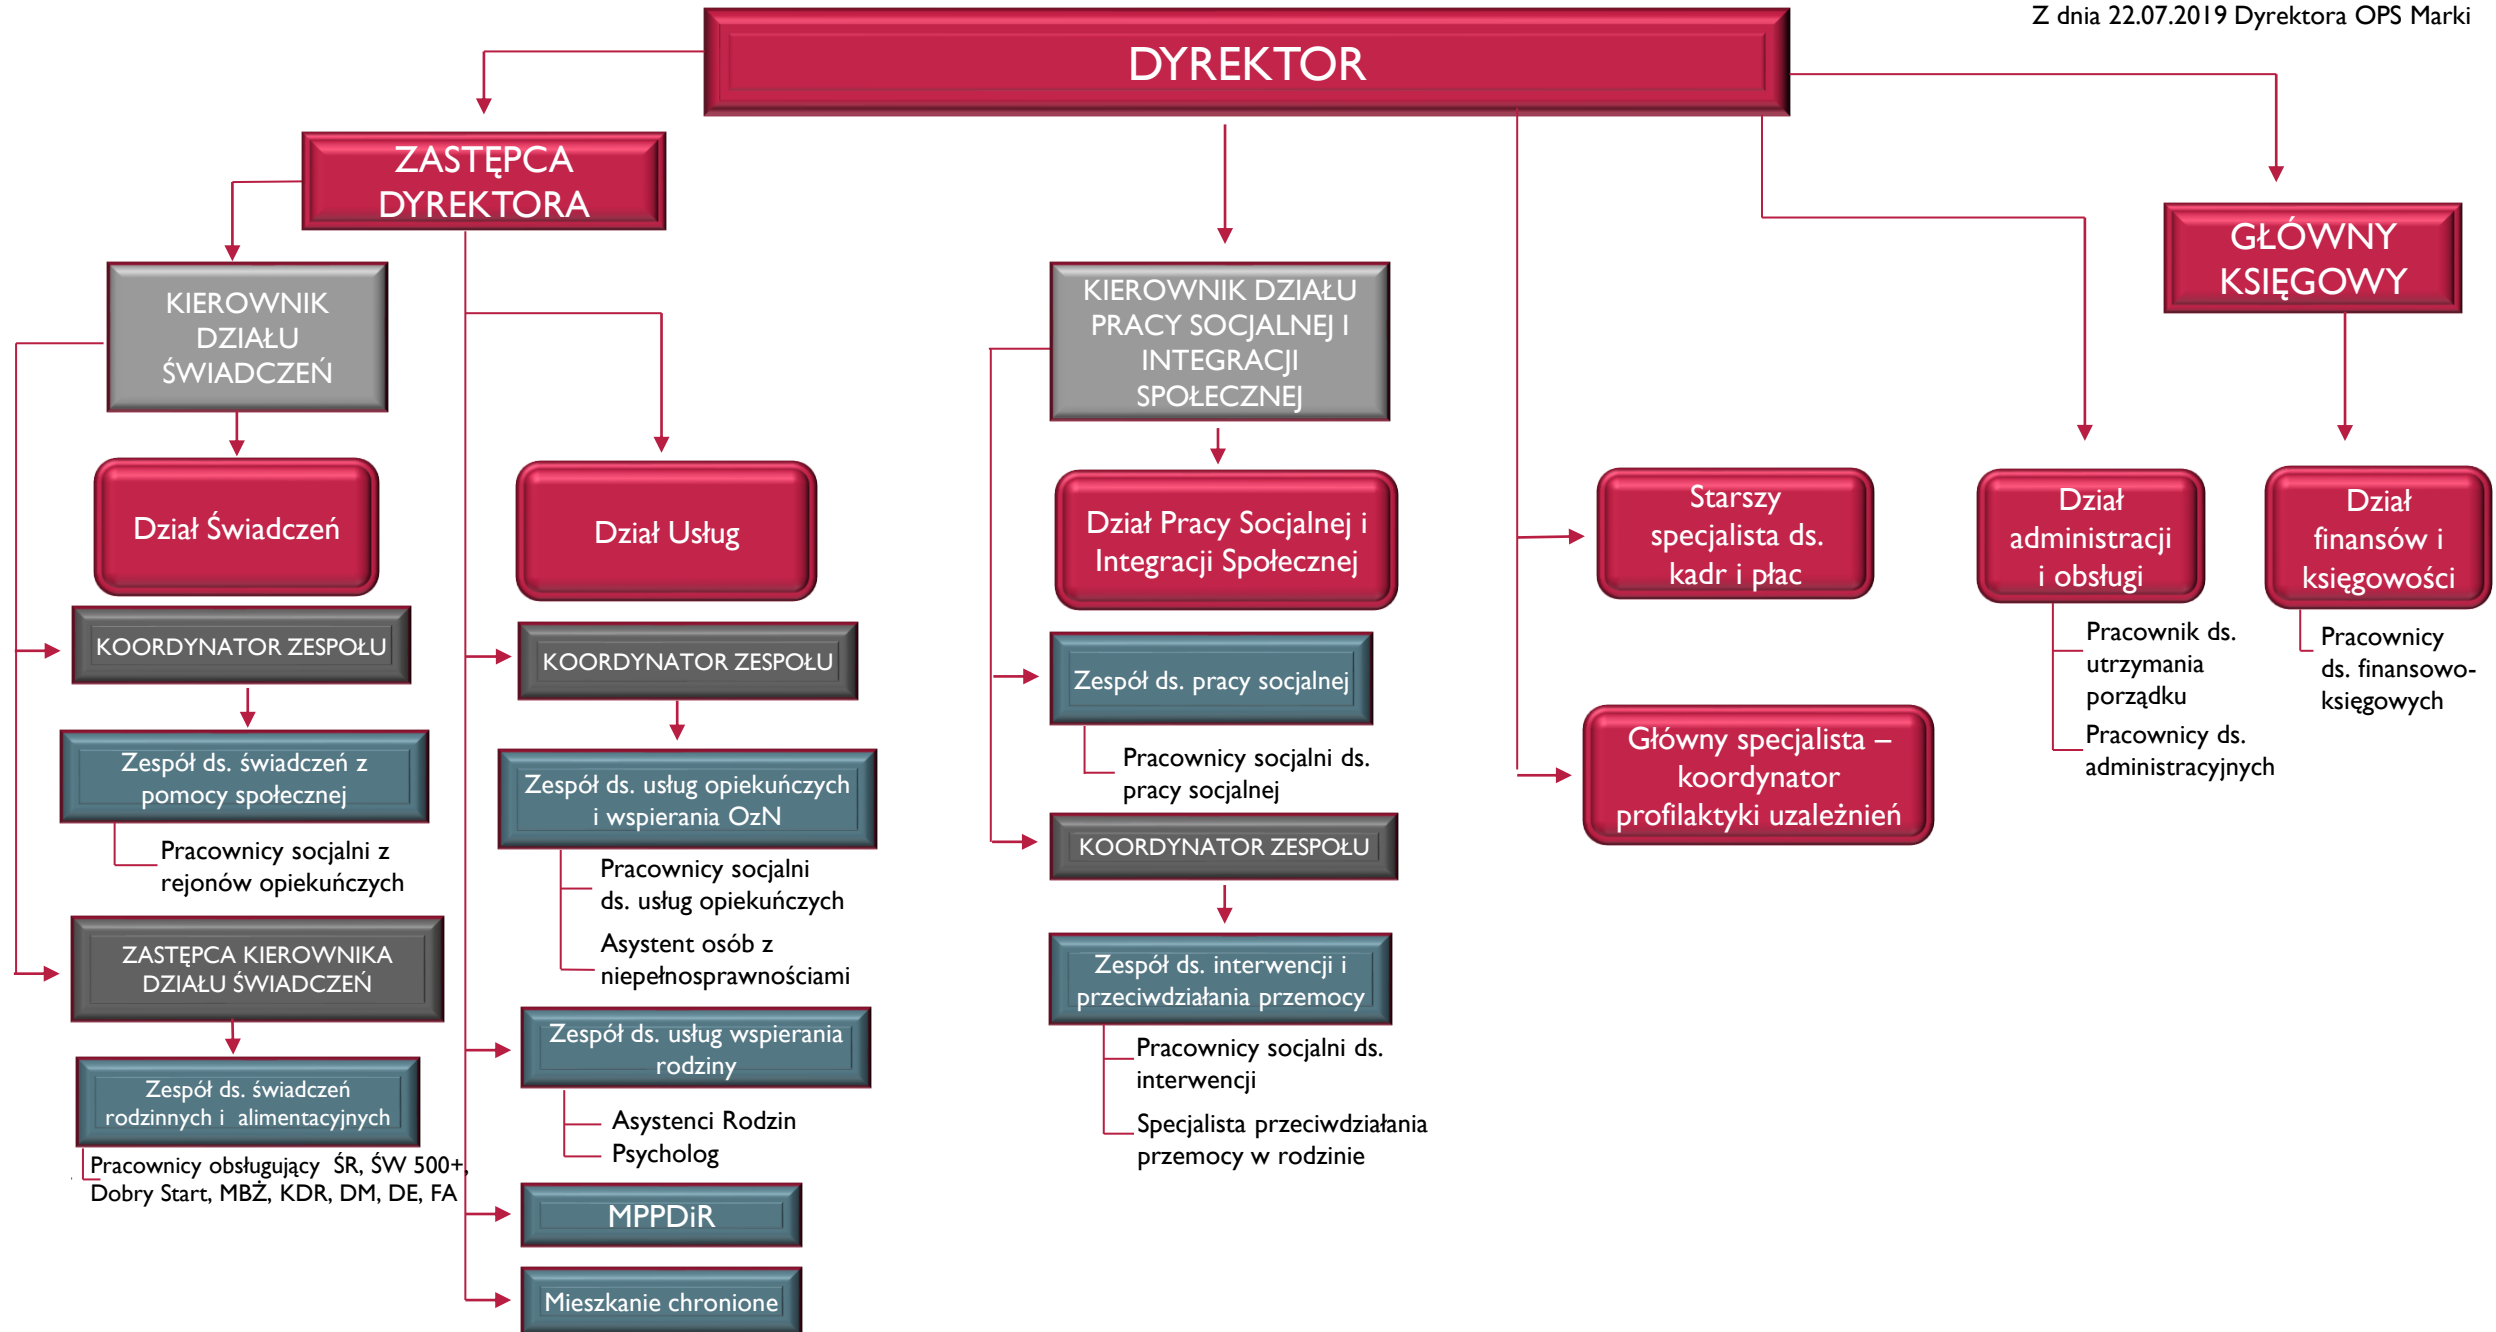 Z dnia 22.07.2019 Dyrektora OPS Marki
DYREKTOR
ZASTĘPCA
DYREKTORA
GŁÓWNY
KSIĘGOWY
KIEROWNIK
DZIAŁU
ŚWIADCZEŃ
KIEROWNIK DZIAŁU
PRACY SOCJALNEJ I
INTEGRACJI
SPOŁECZNEJ
Dział Świadczeń
Dział Usług
Dział Pracy Socjalnej i
Integracji Społecznej
Starszy
specjalista ds.
kadr i płac
Dział
administracji
i obsługi
Dział
finansów i
księgowości
KOORDYNATOR ZESPOŁU
Zespół ds. świadczeń z
pomocy społecznej
Pracownicy socjalni z
rejonów opiekuńczych
ZASTĘPCA KIEROWNIKA
DZIAŁU ŚWIADCZEŃ
Zespół ds. świadczeń
rodzinnych i  alimentacyjnych
Pracownicy obsługujący  ŚR, ŚW 500+,
Dobry Start, MBŻ, KDR, DM, DE, FA
KOORDYNATOR ZESPOŁU
Zespół ds. usług opiekuńczych
i wspierania OzN
Pracownicy socjalni
ds. usług opiekuńczych
Asystent osób z
niepełnosprawnościami
Zespół ds. usług wspierania
rodziny
Asystenci Rodzin
Psycholog
MPPDiR
Mieszkanie chronione
Zespół ds. pracy socjalnej
Pracownicy socjalni ds.
pracy socjalnej
KOORDYNATOR ZESPOŁU
Zespół ds. interwencji i
przeciwdziałania przemocy
Pracownicy socjalni ds.
interwencji
Specjalista przeciwdziałania
przemocy w rodzinie
Główny specjalista –
koordynator
profilaktyki uzależnień
Pracownik ds.
utrzymania
porządku
Pracownicy ds.
administracyjnych
Pracownicy
ds. finansowo-
księgowych